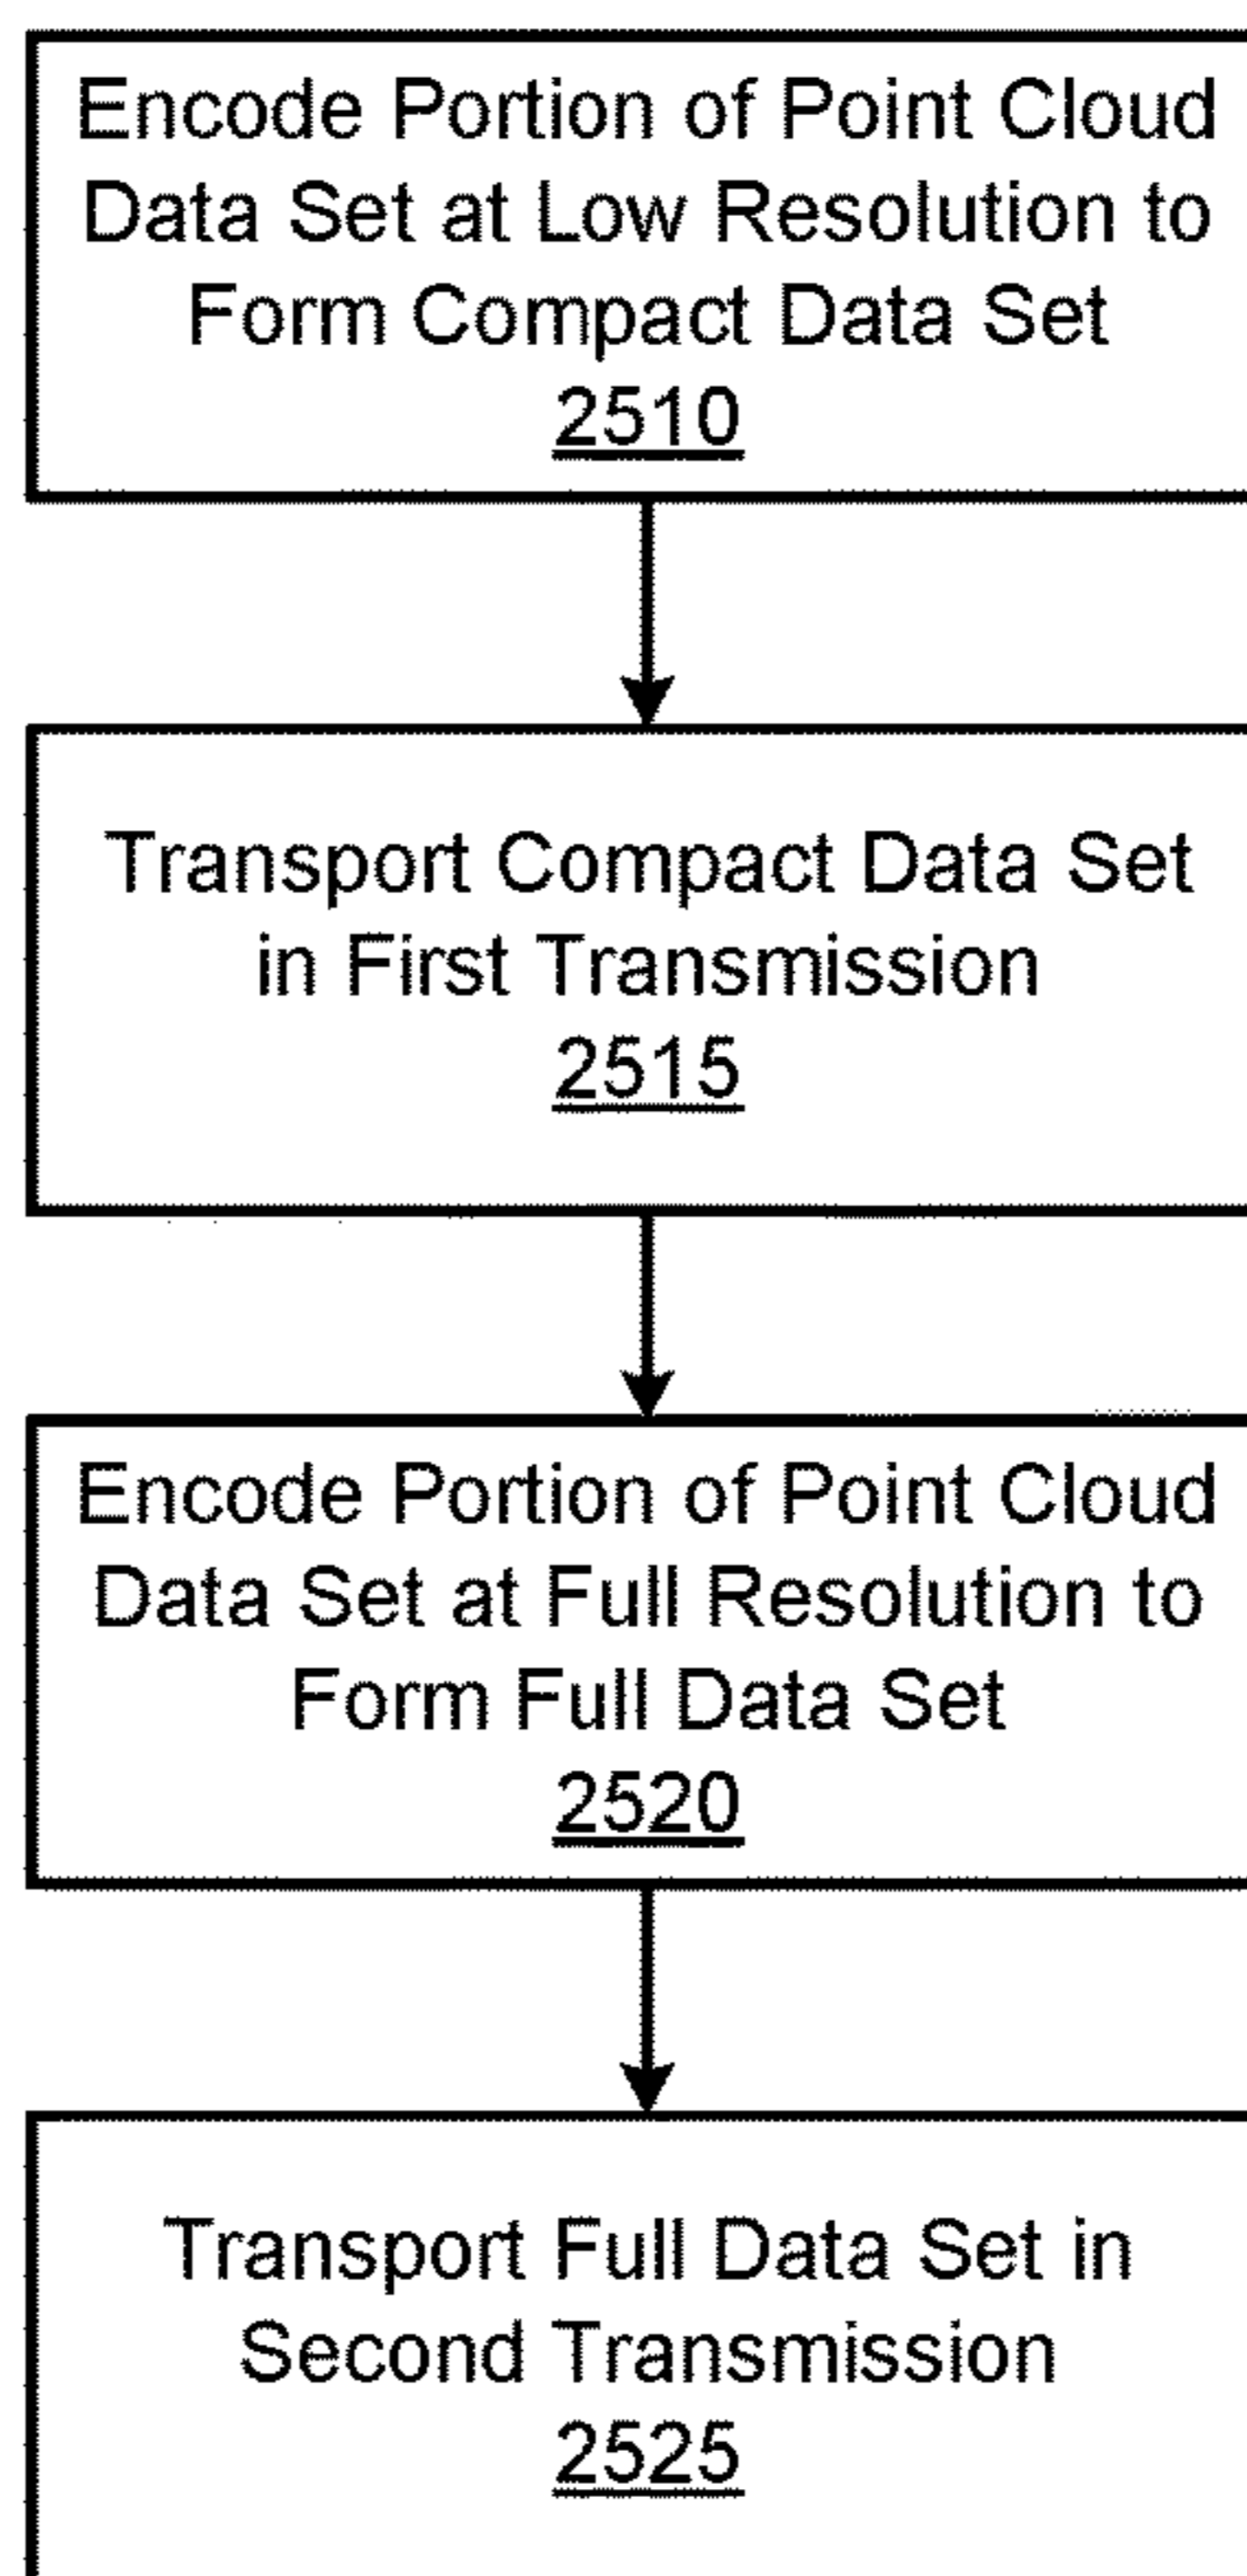 Encode Portion of Point Cloud
Data Set at Low Resolution to
Form Compact Data Set
2510
Transport Compact Data Set
in First Transmission
2515
Encode Portion of Point Cloud
Data Set at Full Resolution to
Form Full Data Set
2520
Transport Full Data Set in
Second Transmission
2525